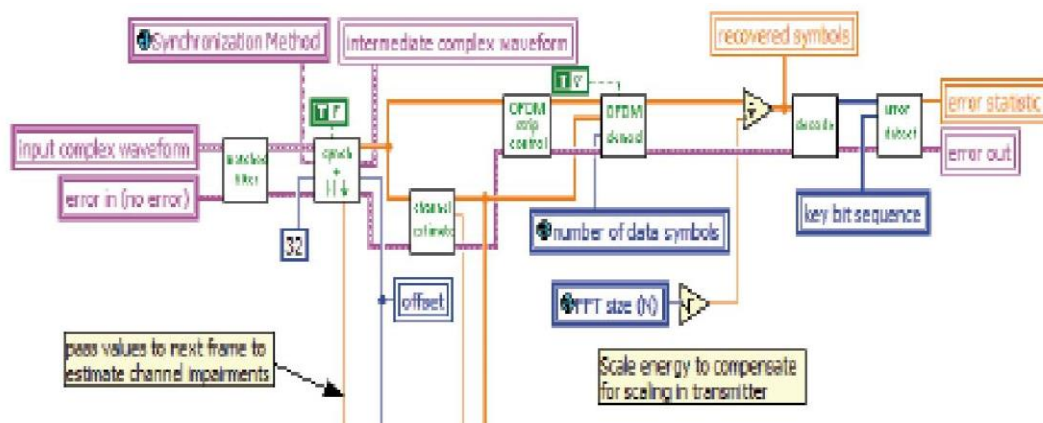 Synchronization Method
intermediate complex waveform
recovered symbols
T F
T F
input complex waveform
matched
filter
synch
+
OFDM
strip
control
OFDM
demod
decode
error
detect
error statistic
error out
error in (no error)
32
channel
estimate
number of data symbols
key bit sequence
offset
FFT size (N)
pass values to next frame to
estimate channel impairments
Scale energy to compensate
for scaling in transmitter